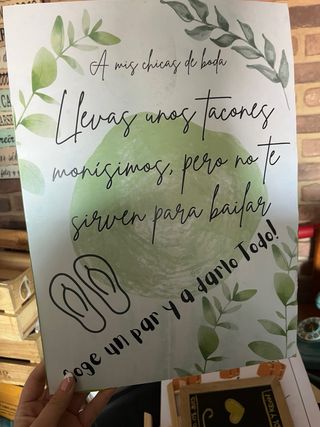 A mis chicas de boda
Llevas unos tacones
monísimos, pero no te
sirven para bailar
Coge un par y a darlo Todo!